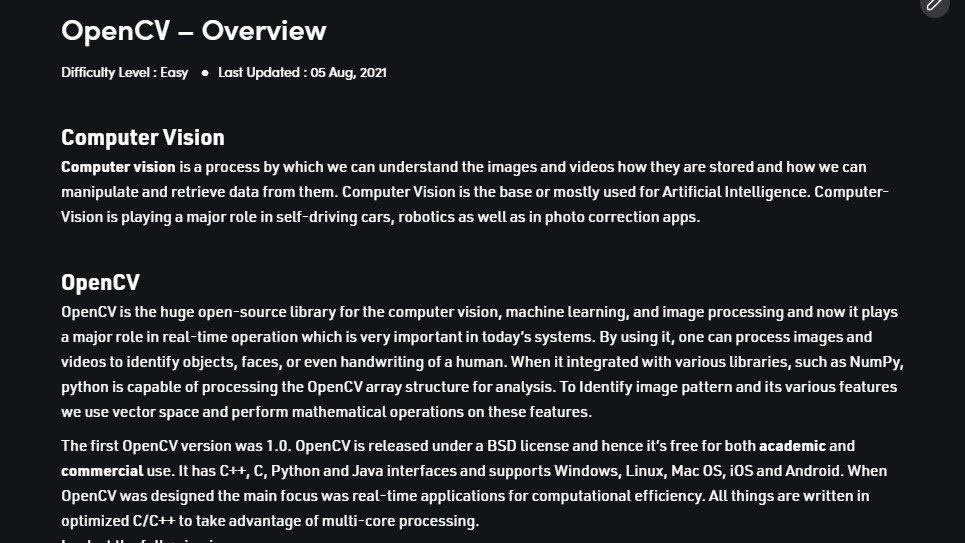 OpenCV – Overview
Difficulty Level : Easy ● Last Updated : 05 Aug, 2021
Computer Vision
Computer vision is a process by which we can understand the images and videos how they are stored and how we can
manipulate and retrieve data from them. Computer Vision is the base or mostly used for Artificial Intelligence. Computer-
Vision is playing a major role in self-driving cars, robotics as well as in photo correction apps.
OpenCV
OpenCV is the huge open-source library for the computer vision, machine learning, and image processing and now it plays
a major role in real-time operation which is very important in today's systems. By using it, one can process images and
videos to identify objects, faces, or even handwriting of a human. When it integrated with various libraries, such as NumPy,
python is capable of processing the OpenCV array structure for analysis. To Identify image pattern and its various features
we use vector space and perform mathematical operations on these features.
The first OpenCV version was 1.0. OpenCV is released under a BSD license and hence it's free for both academic and
commercial use. It has C++, C, Python and Java interfaces and supports Windows, Linux, Mac OS, iOS and Android. When
OpenCV was designed the main focus was real-time applications for computational efficiency. All things are written in
optimized C/C++ to take advantage of multi-core processing.